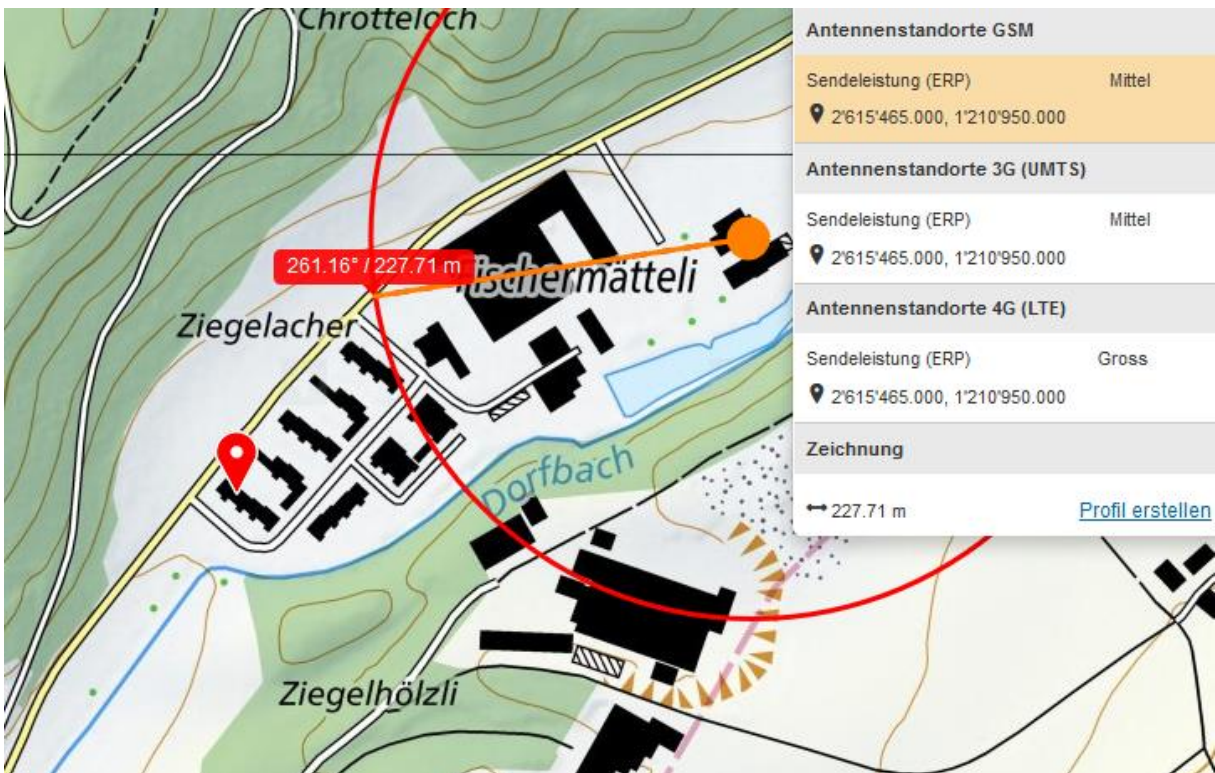 Chrotteloch
261.16° / 227.71 m
Fischermätteli
Ziegelacher
Dorfbach
Ziegelhölzli
Antennenstandorte GSM
Sendeleistung (ERP) Mittel
2'615'465.000, 1'210'950.000
Antennenstandorte 3G (UMTS)
Sendeleistung (ERP) Mittel
2'615'465.000, 1'210'950.000
Antennenstandorte 4G (LTE)
Sendeleistung (ERP) Gross
2'615'465.000, 1'210'950.000
Zeichnung
227.71 m Profil erstellen